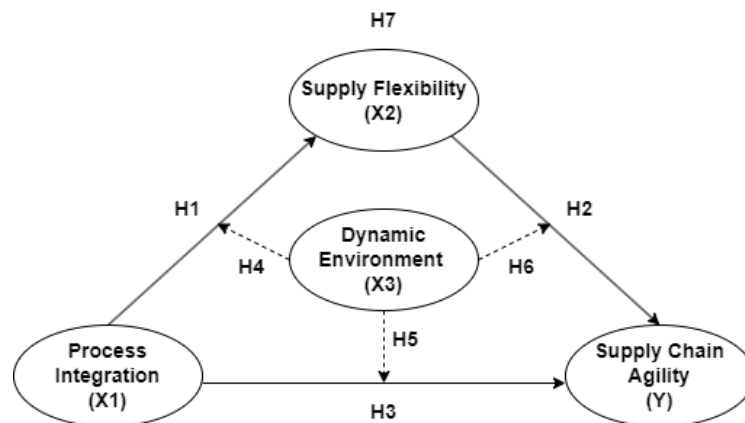 H7
Supply Flexibility
(X2)
H1
H2
Dynamic
Environment
(X3)
H4
H6
H5
Process
Integration
(X1)
Supply Chain
Agility
(Y)
H3